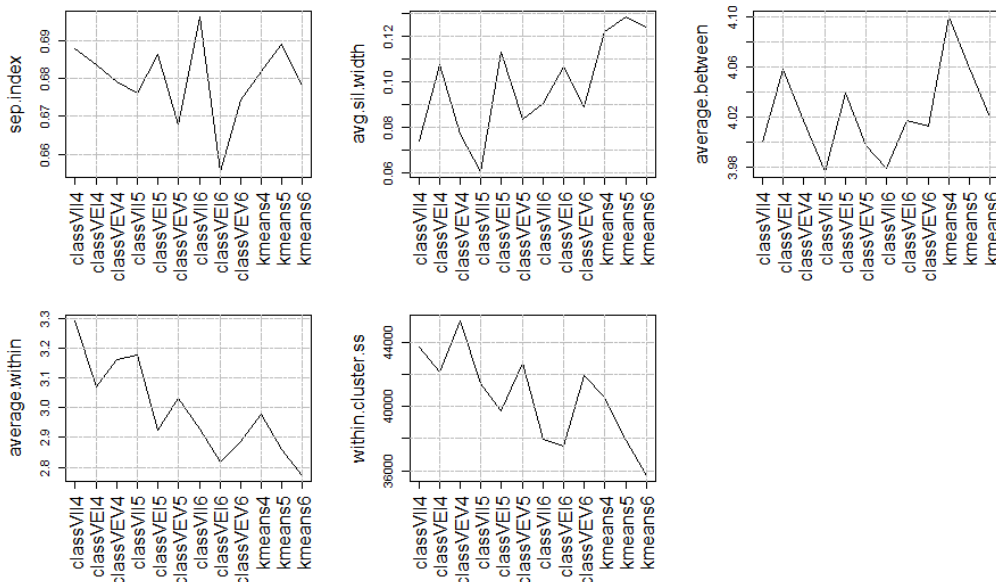 sep.index
0.66 0.67 0.68 0.69
classVII4
classVEI4
classVEV4
classVII5
classVEI5
classVEV5
classVII6
classVEI6
classVEV6
kmeans4
kmeans5
kmeans6
avg.sil.width
0.06 0.08 0.10 0.12
classVII4
classVEI4
classVEV4
classVII5
classVEI5
classVEV5
classVII6
classVEI6
classVEV6
kmeans4
kmeans5
kmeans6
average.between
3.98 4.02 4.06 4.10
classVII4
classVEI4
classVEV4
classVII5
classVEI5
classVEV5
classVII6
classVEI6
classVEV6
kmeans4
kmeans5
kmeans6
average.within
2.8 2.9 3.0 3.1 3.2 3.3
classVII4
classVEI4
classVEV4
classVII5
classVEI5
classVEV5
classVII6
classVEI6
classVEV6
kmeans4
kmeans5
kmeans6
within.cluster.ss
36000 40000 44000
classVII4
classVEI4
classVEV4
classVII5
classVEI5
classVEV5
classVII6
classVEI6
classVEV6
kmeans4
kmeans5
kmeans6